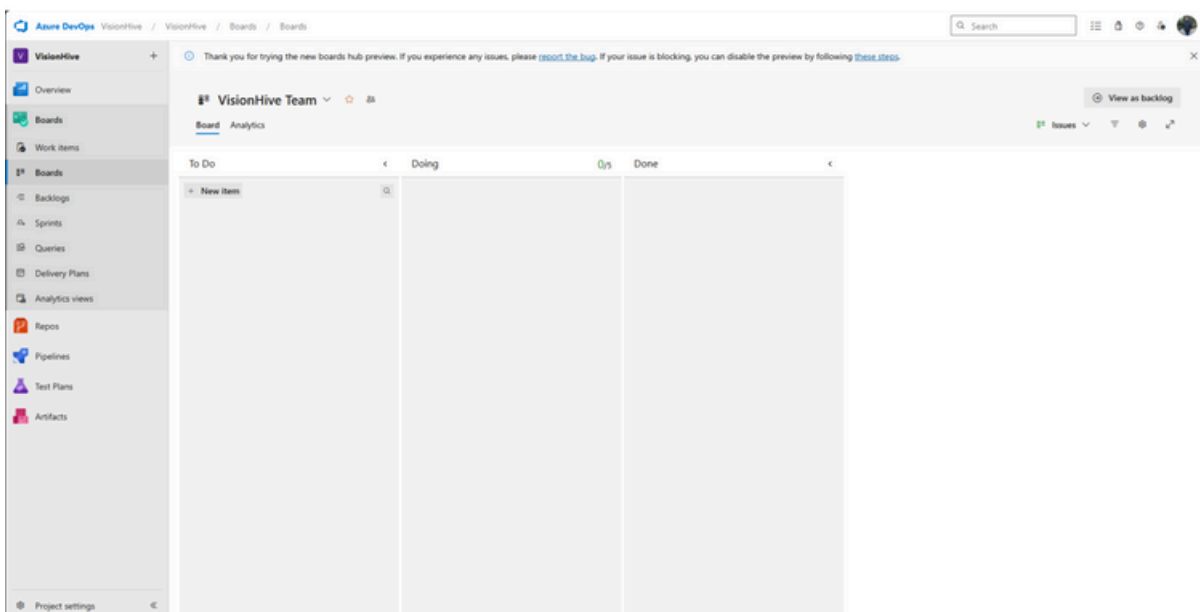 Azure DevOps VisionHive / VisionHive / Boards / Boards
Search
V VisionHive +
Thank you for trying the new boards hub preview. If you experience any issues, please report the bug. If your issue is blocking, you can disable the preview by following these steps.
Overview
VisionHive Team
View as backlog
Boards
Board Analytics
Issues
Work items
Boards
To Do
Doing 0/5
Done
+ New item
Backlogs
Sprints
Queries
Delivery Plans
Analytics views
Repos
Pipelines
Test Plans
Artifacts
Project settings